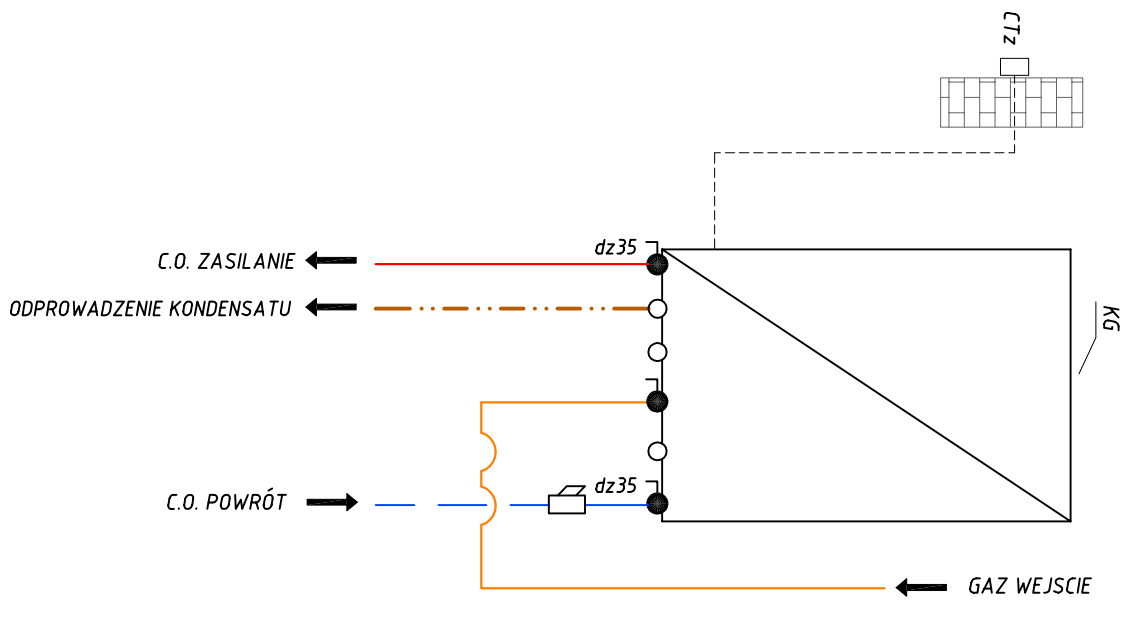 CTz
dz35
C.O. ZASILANIE
ODPROWADZENIE KONDENSATU
KG
dz35
C.O. POWRÓT
GAZ WEJSCIE